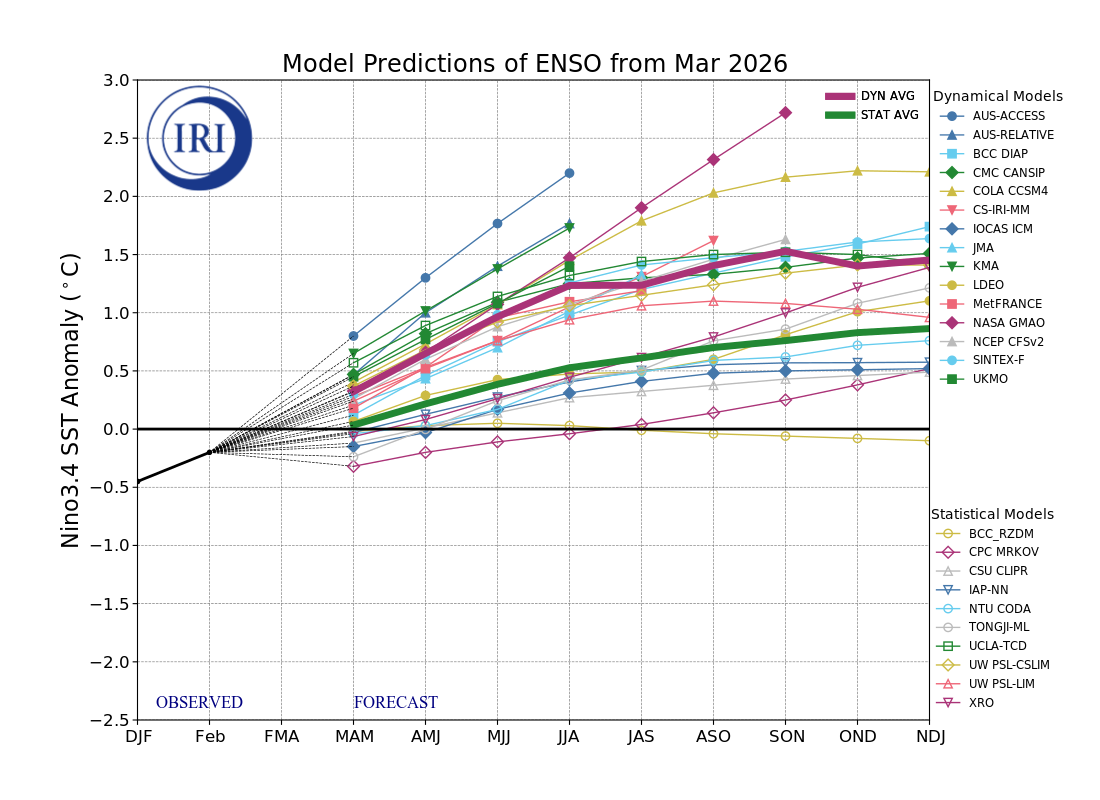 Model Predictions of ENSO from Mar 2026
Nino3.4 SST Anomaly (°C)
3.0
2.5
2.0
1.5
1.0
0.5
0.0
−0.5
−1.0
−1.5
−2.0
−2.5
IRI
DYN AVG
STAT AVG
OBSERVED
FORECAST
DJF Feb FMA MAM AMJ MJJ JJA JAS ASO SON OND NDJ
Dynamical Models
AUS-ACCESS
AUS-RELATIVE
BCC DIAP
CMC CANSIP
COLA CCSM4
CS-IRI-MM
IOCAS ICM
JMA
KMA
LDEO
MetFRANCE
NASA GMAO
NCEP CFSv2
SINTEX-F
UKMO
Statistical Models
BCC_RZDM
CPC MRKOV
CSU CLIPR
IAP-NN
NTU CODA
TONGJI-ML
UCLA-TCD
UW PSL-CSLIM
UW PSL-LIM
XRO